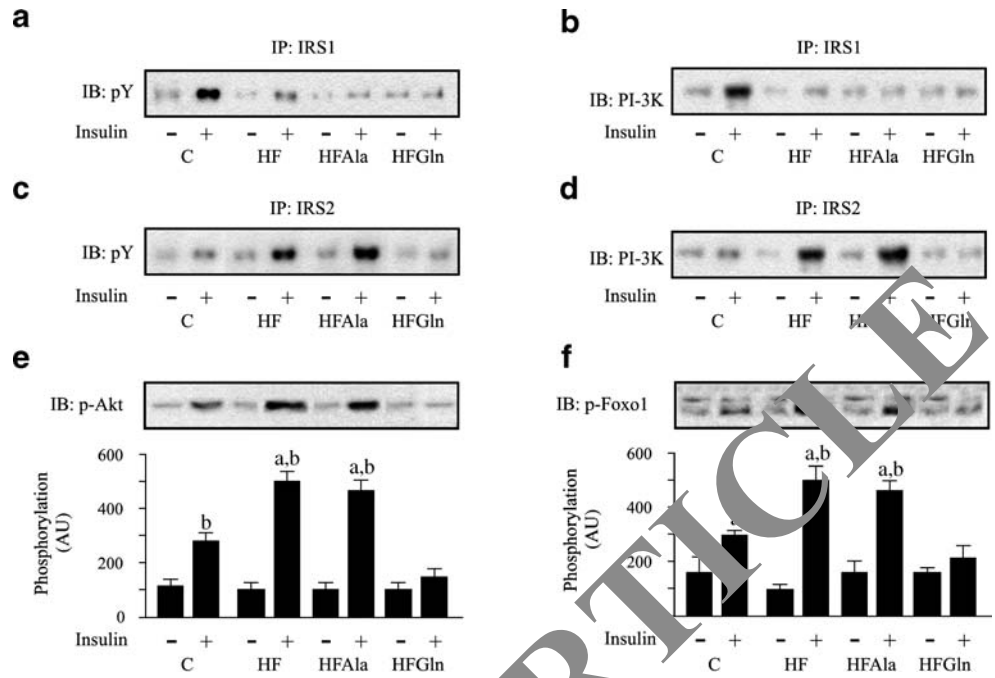 a
IP: IRS1
IB: pY
Insulin - + - + - + - +
C HF HFAla HFGln
b
IP: IRS1
IB: PI-3K
Insulin - + - + - + - +
C HF HFAla HFGln
c
IP: IRS2
IB: pY
Insulin - + - + - + - +
C HF HFAla HFGln
d
IP: IRS2
IB: PI-3K
Insulin - + - + - + - +
C HF HFGln
e
IB: p-Akt
Phosphorylation
(AU)
600
400
200
0
b
a,b
a,b
Insulin - + - + - + - +
C HF HFAla HFGln
f
IB: p-Foxo1
Phosphorylation
(AU)
600
400
200
a,b
a,b
Insulin - + - + - + - +
C HF HFAla HFGln
RTICLE